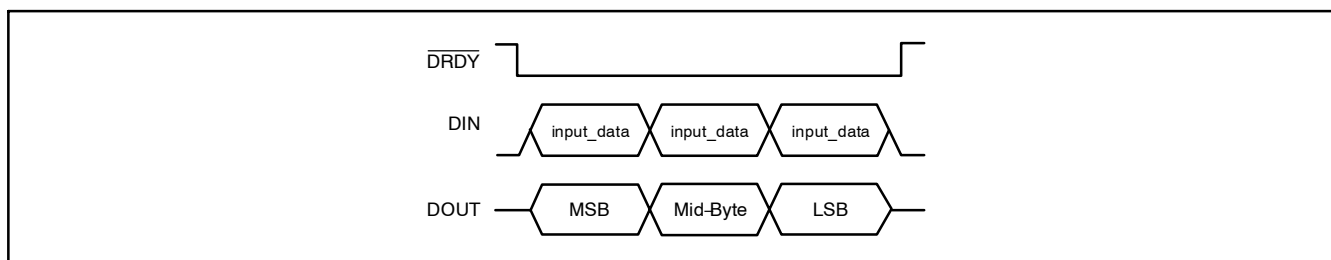 DRDY
DIN input_data input_data input_data
DOUT MSB Mid-Byte LSB